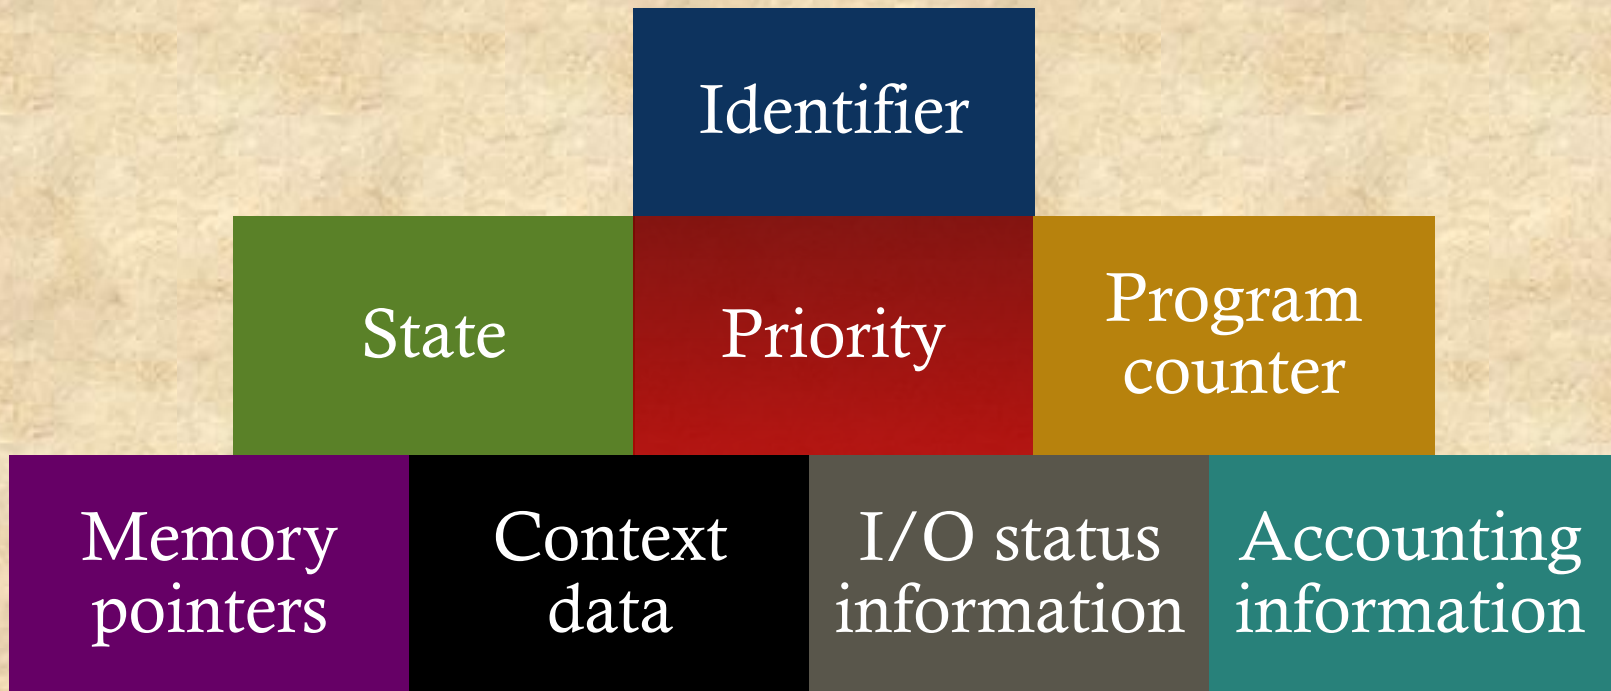 Identifier
State
Priority
Program
counter
Memory
pointers
Context
data
I/O status
information
Accounting
information